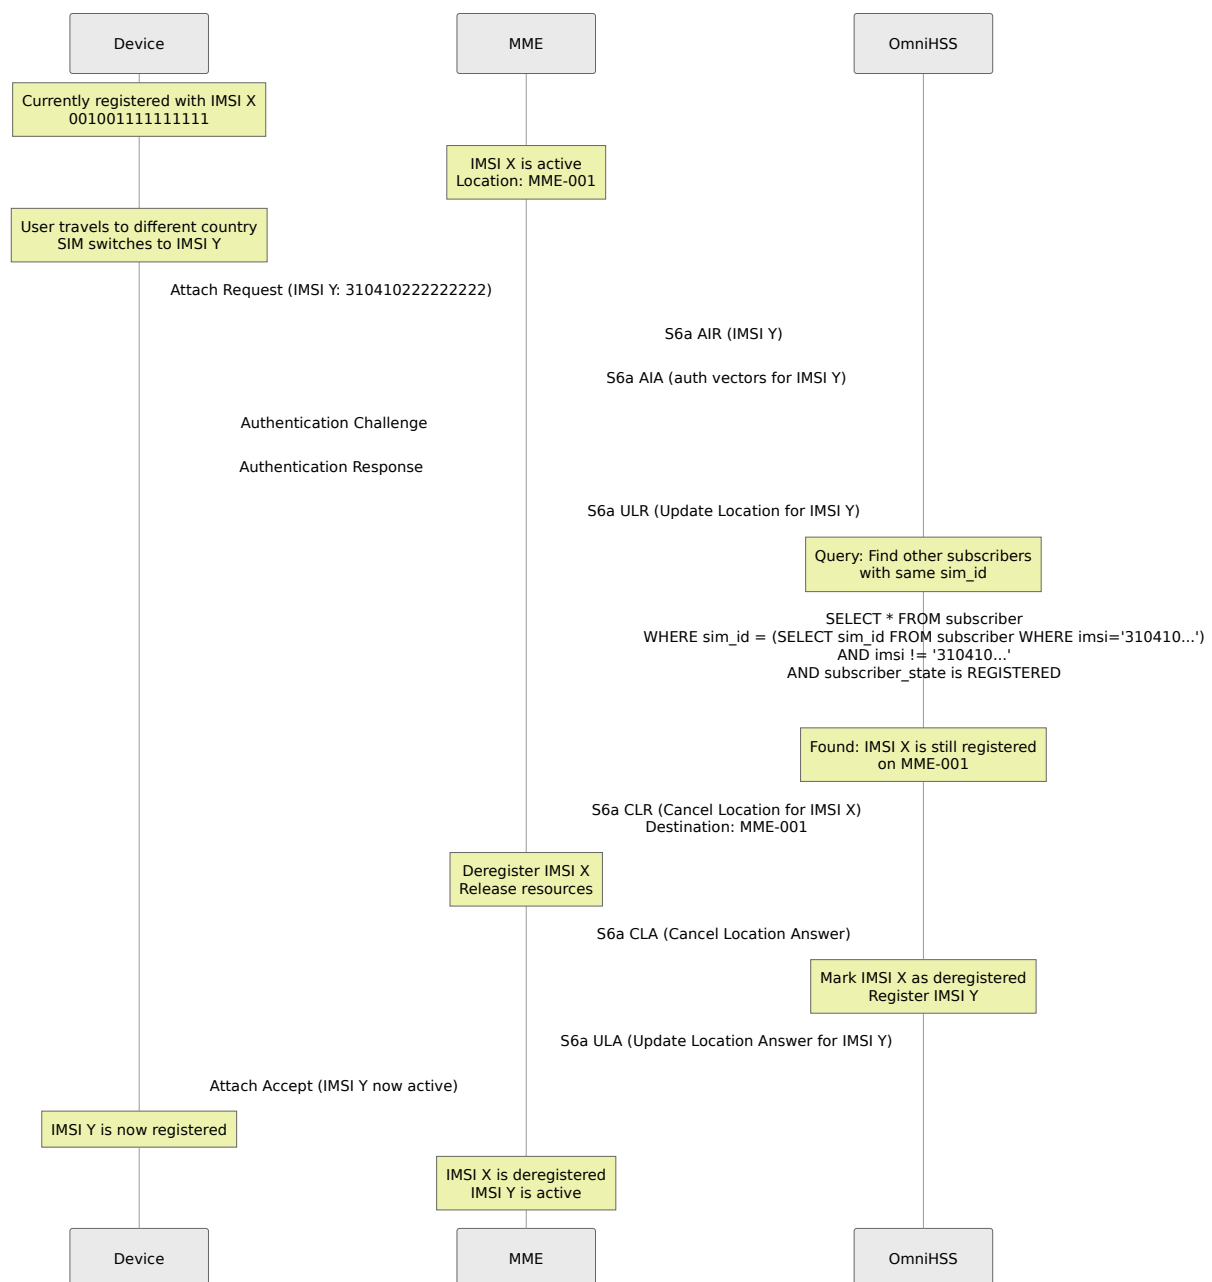 Device
MME
OmniHSS
Currently registered with IMSI X
001001111111111
IMSI X is active
Location: MME-001
User travels to different country
SIM switches to IMSI Y
Attach Request (IMSI Y: 310410222222222)
S6a AIR (IMSI Y)
S6a AIA (auth vectors for IMSI Y)
Authentication Challenge
Authentication Response
S6a ULR (Update Location for IMSI Y)
Query: Find other subscribers
with same sim_id
SELECT * FROM subscriber
WHERE sim_id = (SELECT sim_id FROM subscriber WHERE imsi='310410...')
AND imsi != '310410...'
AND subscriber_state is REGISTERED
Found: IMSI X is still registered
on MME-001
S6a CLR (Cancel Location for IMSI X)
Destination: MME-001
Deregister IMSI X
Release resources
S6a CLA (Cancel Location Answer)
Mark IMSI X as deregistered
Register IMSI Y
S6a ULA (Update Location Answer for IMSI Y)
Attach Accept (IMSI Y now active)
IMSI Y is now registered
IMSI X is deregistered
IMSI Y is active
Device
MME
OmniHSS